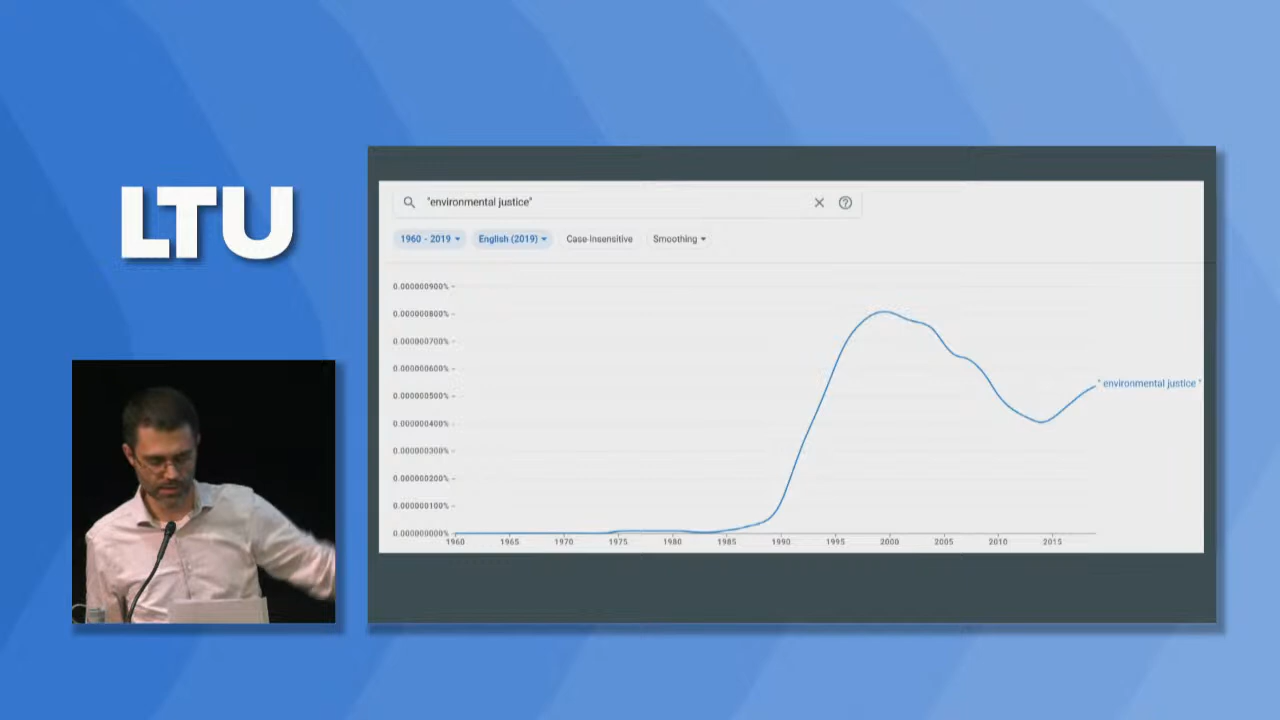 LTU
"environmental justice"
1960 - 2019
English (2019)
Case-Insensitive
Smoothing
0.000000900%
0.000000800%
0.000000700%
0.000000600%
0.000000500%
0.000000400%
0.000000300%
0.000000200%
0.000000100%
0.000000000%
1960 1965 1970 1975 1980 1985 1990 1995 2000 2005 2010 2015
" environmental justice "